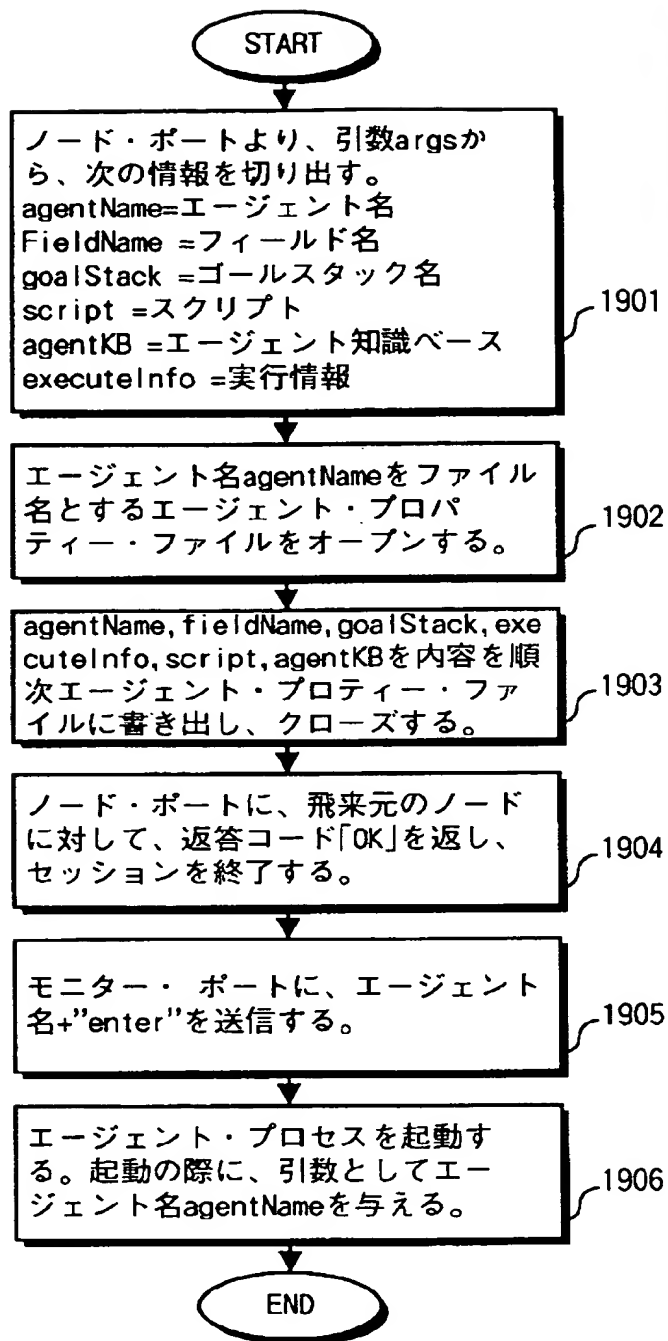 START
ノード・ポートより、引数argsか
ら、次の情報を切り出す。
agentName=エージェント名
FieldName =フィールド名
goalStack =ゴールスタック名
script =スクリプト
agentKB =エージェント知識ベース
executeInfo =実行情報
1901
エージェント名agentNameをファイル
名とするエージェント・プロパ
ティー・ファイルをオープンする。
1902
agentName,fieldName,goalStack,exe
cuteInfo,script,agentKBを内容を順
次エージェント・プロティー・ファ
イルに書き出し、クローズする。
1903
ノード・ポートに、飛来元のノード
に対して、返答コード「OK」を返し、
セッションを終了する。
1904
モニター・ ポートに、エージェント
名+”enter”を送信する。
1905
エージェント・プロセスを起動す
る。起動の際に、引数としてエー
ジェント名agentNameを与える。
1906
END